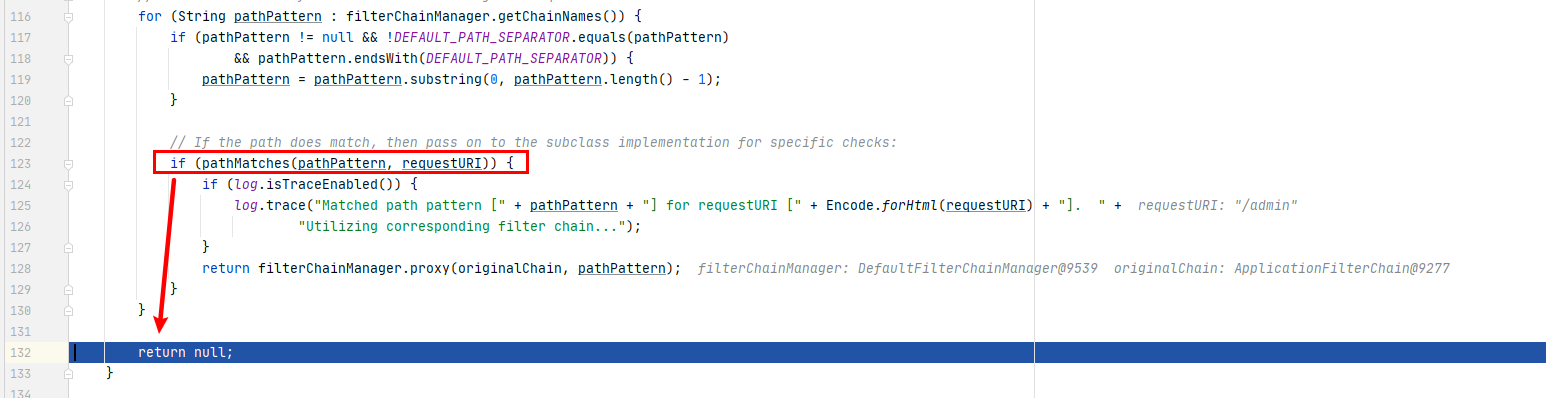 116 for (String pathPattern : filterChainManager.getChainNames()) {
117 if (pathPattern != null && !DEFAULT_PATH_SEPARATOR.equals(pathPattern)
118 && pathPattern.endsWith(DEFAULT_PATH_SEPARATOR)) {
119 pathPattern = pathPattern.substring(0, pathPattern.length() - 1);
120 }
121
122 // If the path does match, then pass on to the subclass implementation for specific checks:
123 if (pathMatches(pathPattern, requestURI)) {
124 if (log.isTraceEnabled()) {
125 log.trace("Matched path pattern [" + pathPattern + "] for requestURI [" + Encode.forHtml(requestURI) + "].  " + requestURI: "/admin"
126 "Utilizing corresponding filter chain...");
127 }
128 return filterChainManager.proxy(originalChain, pathPattern); filterChainManager: DefaultFilterChainManager@9539 originalChain: ApplicationFilterChain@9277
129 }
130 }
131
132 return null;
133 }
134